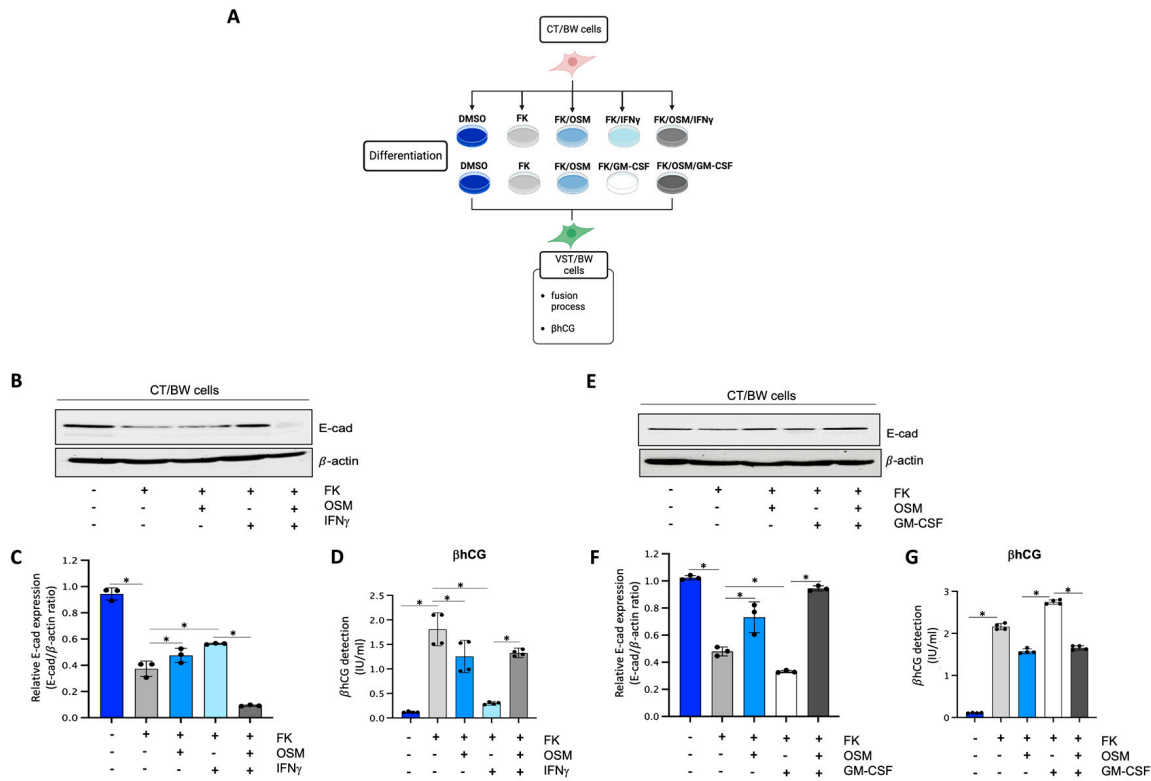 A
CT/BW cells
DMSO FK FK/OSM FK/IFNγ FK/OSM/IFNγ
Differentiation
DMSO FK FK/OSM FK/GM-CSF FK/OSM/GM-CSF
VST/BW
cells
• fusion
process
• βhCG
B
CT/BW cells
E-cad
β-actin
- + + + + FK
- - + - + OSM
- - - + + IFNγ
E
CT/BW cells
E-cad
β-actin
- + + + + FK
- - + - + OSM
- - - + + GM-CSF
C
Relative E-cad expression
(E-cad/β-actin ratio)
1.2
1.0
0.8
0.6
0.4
0.2
0.0
* * * *
- + + + + FK
- - + - + OSM
- - - + + IFNγ
D
βhCG
βhCG detection
(IU/ml)
2.5
2.0
1.5
1.0
0.5
0.0
* * * *
- + + + + FK
- - + - + OSM
- - - + + IFNγ
F
Relative E-cad expression
(E-cad/β-actin ratio)
1.2
1.0
0.8
0.6
0.4
0.2
0.0
* * * *
- + + + + FK
- - + - + OSM
- - - + + GM-CSF
G
βhCG
βhCG detection
(IU/ml)
3
2
1
0
* * *
- + + + + FK
- - + - + OSM
- - - + + GM-CSF